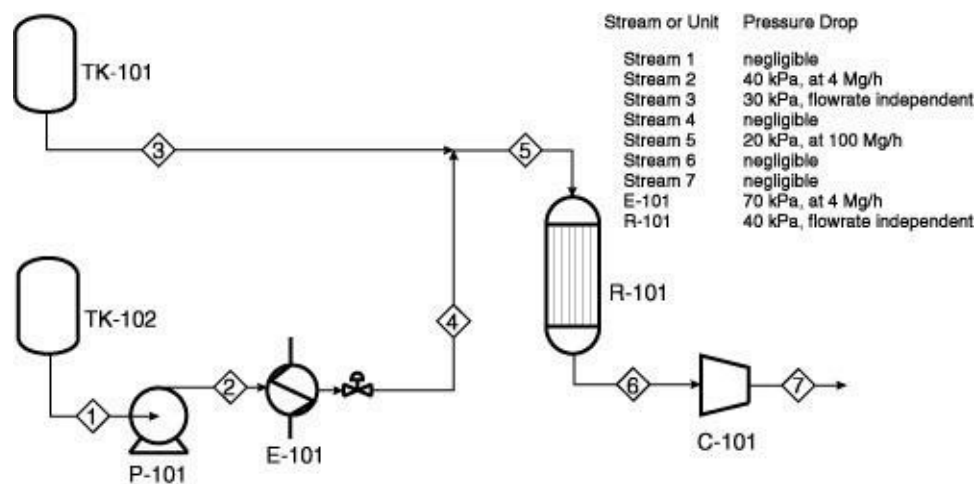 Stream or Unit Pressure Drop
Stream 1 negligible
Stream 2 40 kPa, at 4 Mg/h
Stream 3 30 kPa, flowrate independent
Stream 4 negligible
Stream 5 20 kPa, at 100 Mg/h
Stream 6 negligible
Stream 7 negligible
E-101 70 kPa, at 4 Mg/h
R-101 40 kPa, flowrate independent
TK-101
3
5
R-101
TK-102
4
1
2
6
7
P-101
E-101
C-101